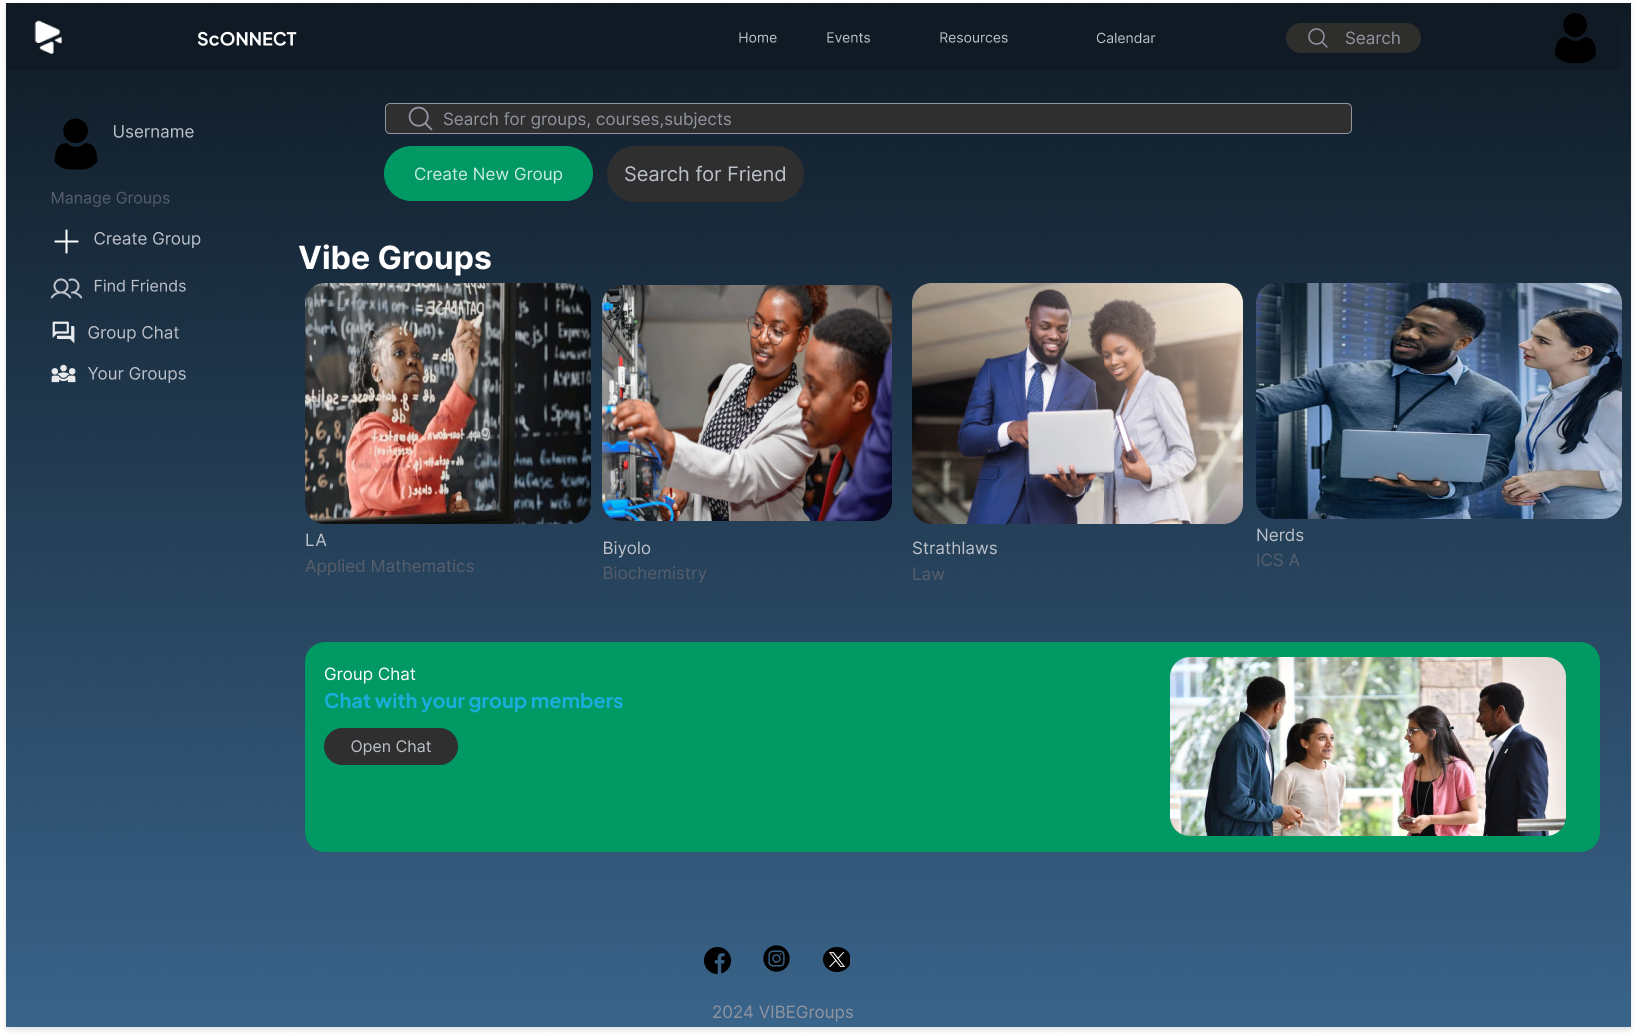 ScONNECT
Home
Events
Resources
Calendar
Search
Username
Manage Groups
Create Group
Find Friends
Group Chat
Your Groups
Search for groups, courses,subjects
Create New Group
Search for Friend
Vibe Groups
LA
Applied Mathematics
Biyolo
Biochemistry
Strathlaws
Law
Nerds
ICS A
Group Chat
Chat with your group members
Open Chat
2024 VIBEGroups